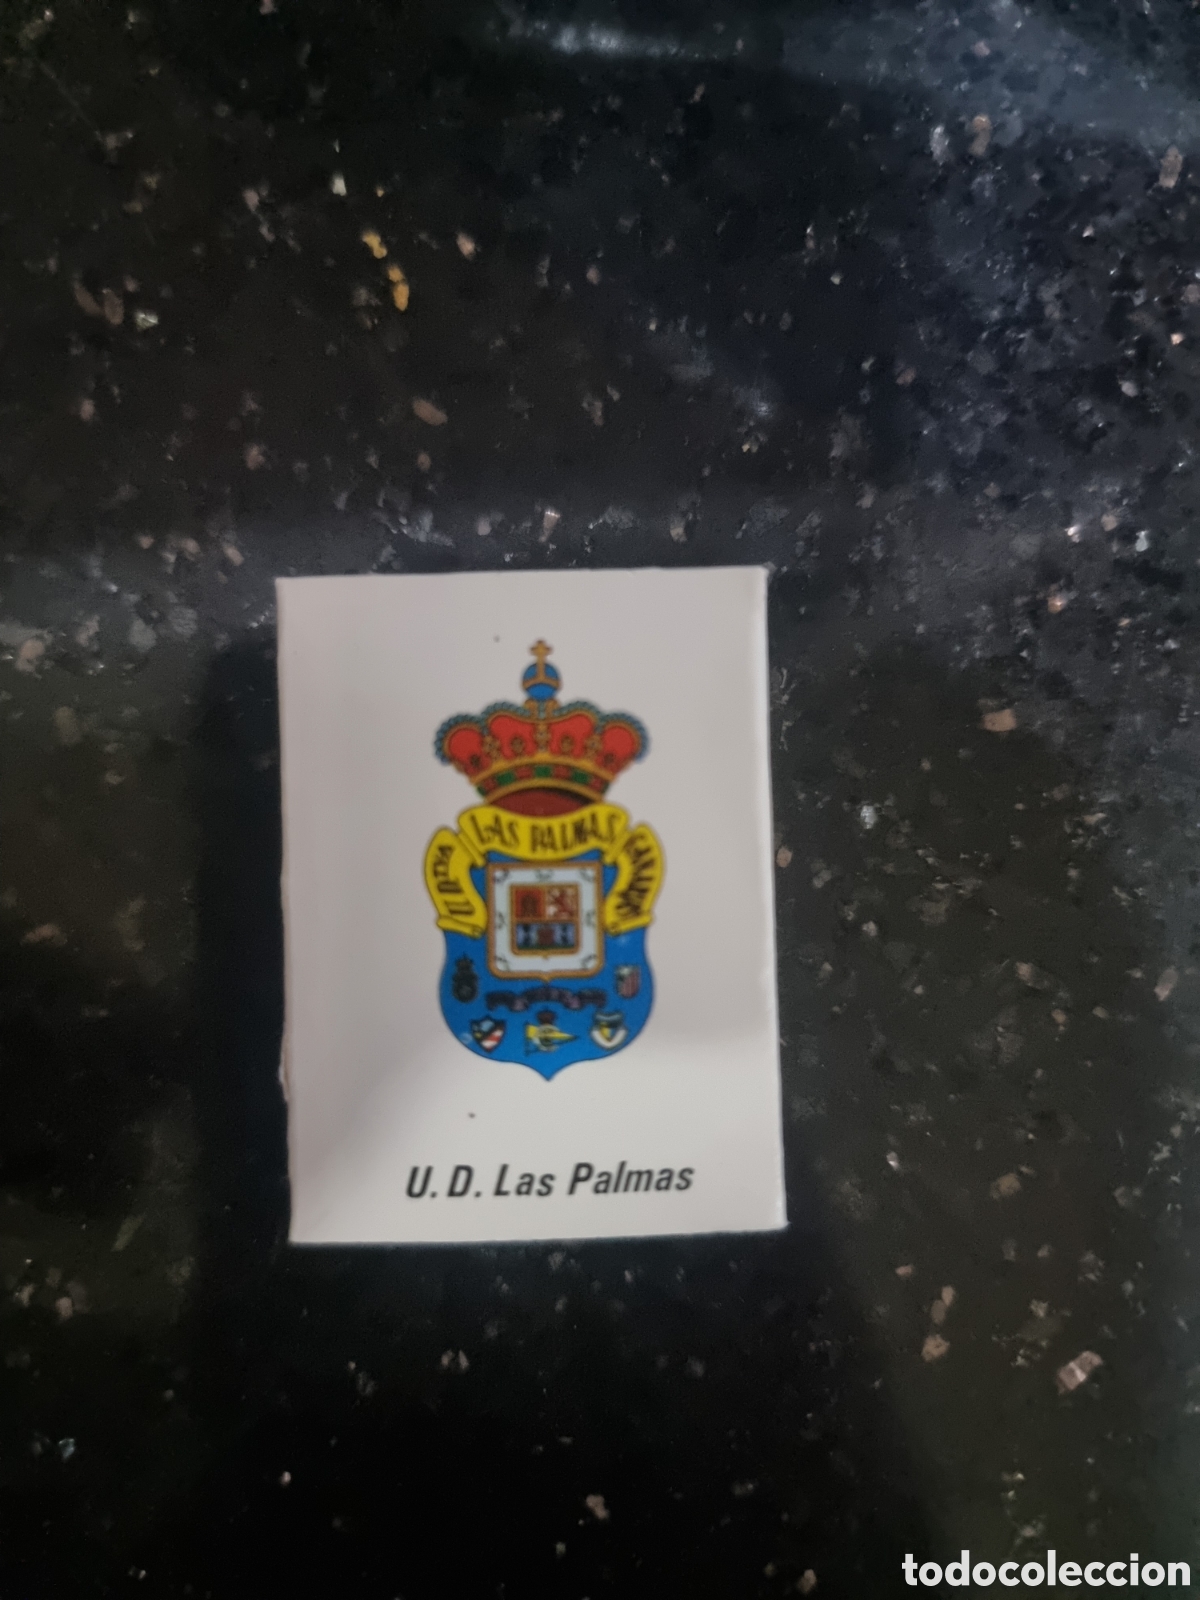 LAS PALMAS
U. D. Las Palmas
todocoleccion